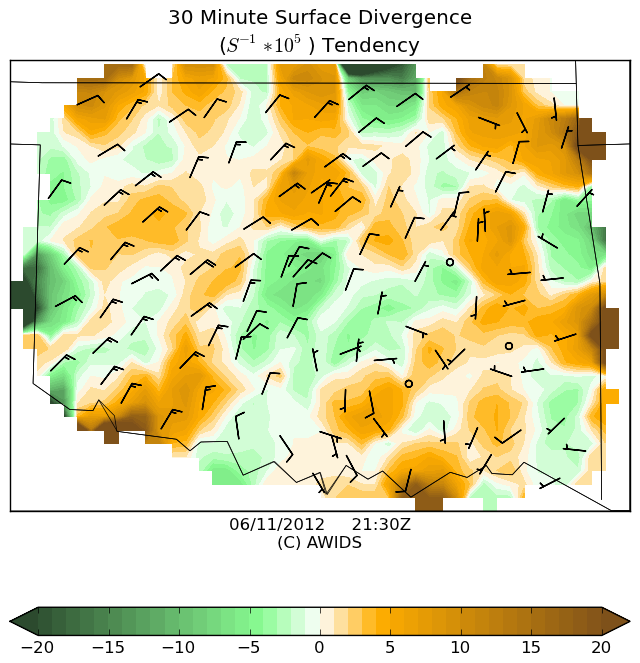 30 Minute Surface Divergence
(S⁻¹ ∗ 10⁵ ) Tendency
06/11/2012 21:30Z
(C) AWIDS
−20 −15 −10 −5 0 5 10 15 20